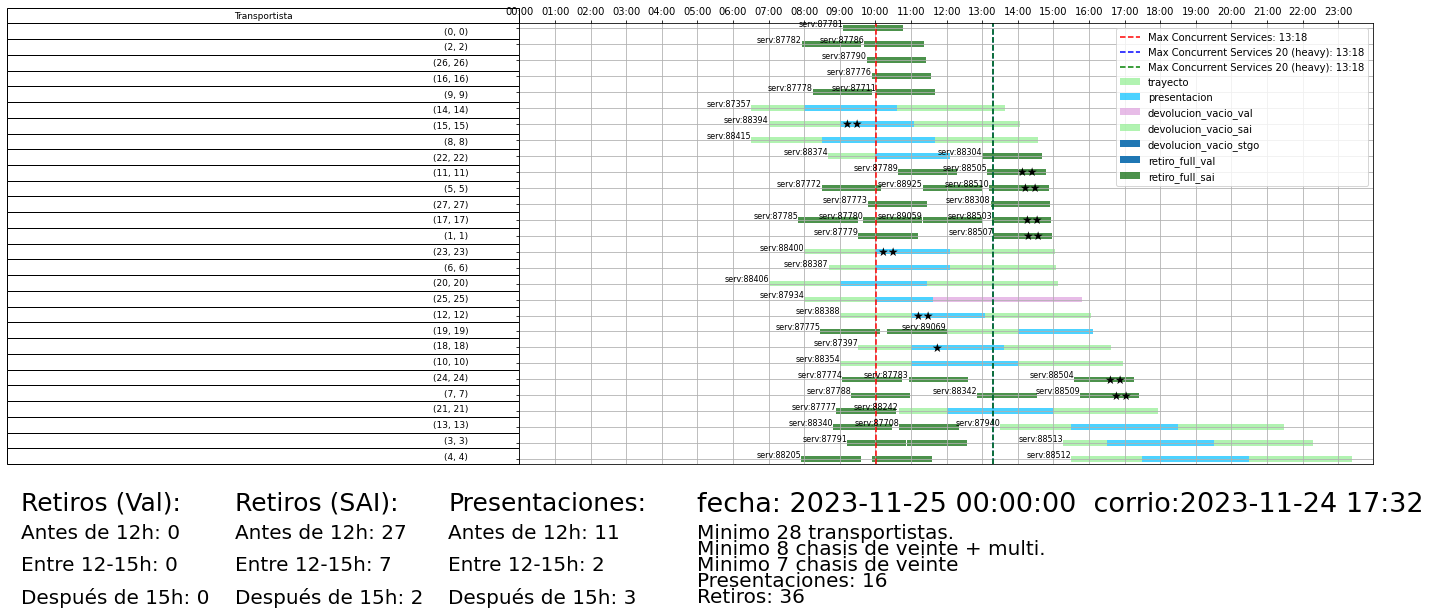 Transportista
00:00 01:00 02:00 03:00 04:00 05:00 06:00 07:00 08:00 09:00 10:00 11:00 12:00 13:00 14:00 15:00 16:00 17:00 18:00 19:00 20:00 21:00 22:00 23:00
(0, 0) serv:87781
(2, 2) serv:87782 serv:87786
(26, 26) serv:87790
(16, 16) serv:87776
(9, 9) serv:87778 serv:87711
(14, 14) serv:87357
(15, 15) serv:88394
(8, 8) serv:88415
(22, 22) serv:88374 serv:88304
(11, 11) serv:87789 serv:88505
(5, 5) serv:87772 serv:88925 serv:88510
(27, 27) serv:87773 serv:88308
(17, 17) serv:87785 serv:87780 serv:89059 serv:88503
(1, 1) serv:87779 serv:88507
(23, 23) serv:88400
(6, 6) serv:88387
(20, 20) serv:88406
(25, 25) serv:87934
(12, 12) serv:88388
(19, 19) serv:87775 serv:89069
(18, 18) serv:87397
(10, 10) serv:88354
(24, 24) serv:87774 serv:87783 serv:88504
(7, 7) serv:87788 serv:88342 serv:88509
(21, 21) serv:87777 serv:88242
(13, 13) serv:88340 serv:87708 serv:87940
(3, 3) serv:87791 serv:88513
(4, 4) serv:88205 serv:88512
Max Concurrent Services: 13:18
Max Concurrent Services 20 (heavy): 13:18
Max Concurrent Services 20 (heavy): 13:18
trayecto
presentacion
devolucion_vacio_val
devolucion_vacio_sai
devolucion_vacio_stgo
retiro_full_val
retiro_full_sai
Retiros (Val):
Antes de 12h: 0
Entre 12-15h: 0
Después de 15h: 0
Retiros (SAI):
Antes de 12h: 27
Entre 12-15h: 7
Después de 15h: 2
Presentaciones:
Antes de 12h: 11
Entre 12-15h: 2
Después de 15h: 3
fecha: 2023-11-25 00:00:00 corrio:2023-11-24 17:32
Minimo 28 transportistas.
Minimo 8 chasis de veinte + multi.
Minimo 7 chasis de veinte
Presentaciones: 16
Retiros: 36